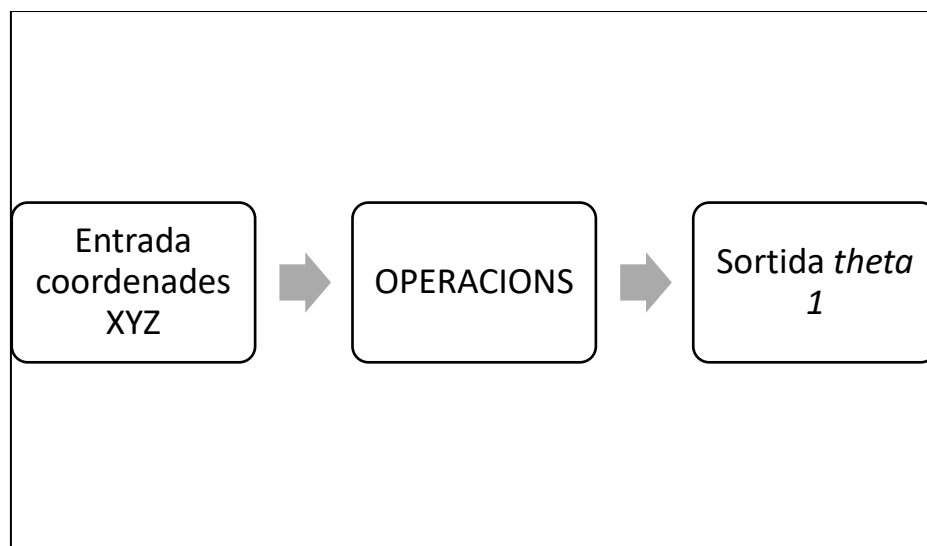 Entrada
coordenades
XYZ
OPERACIONS
Sortida theta
1